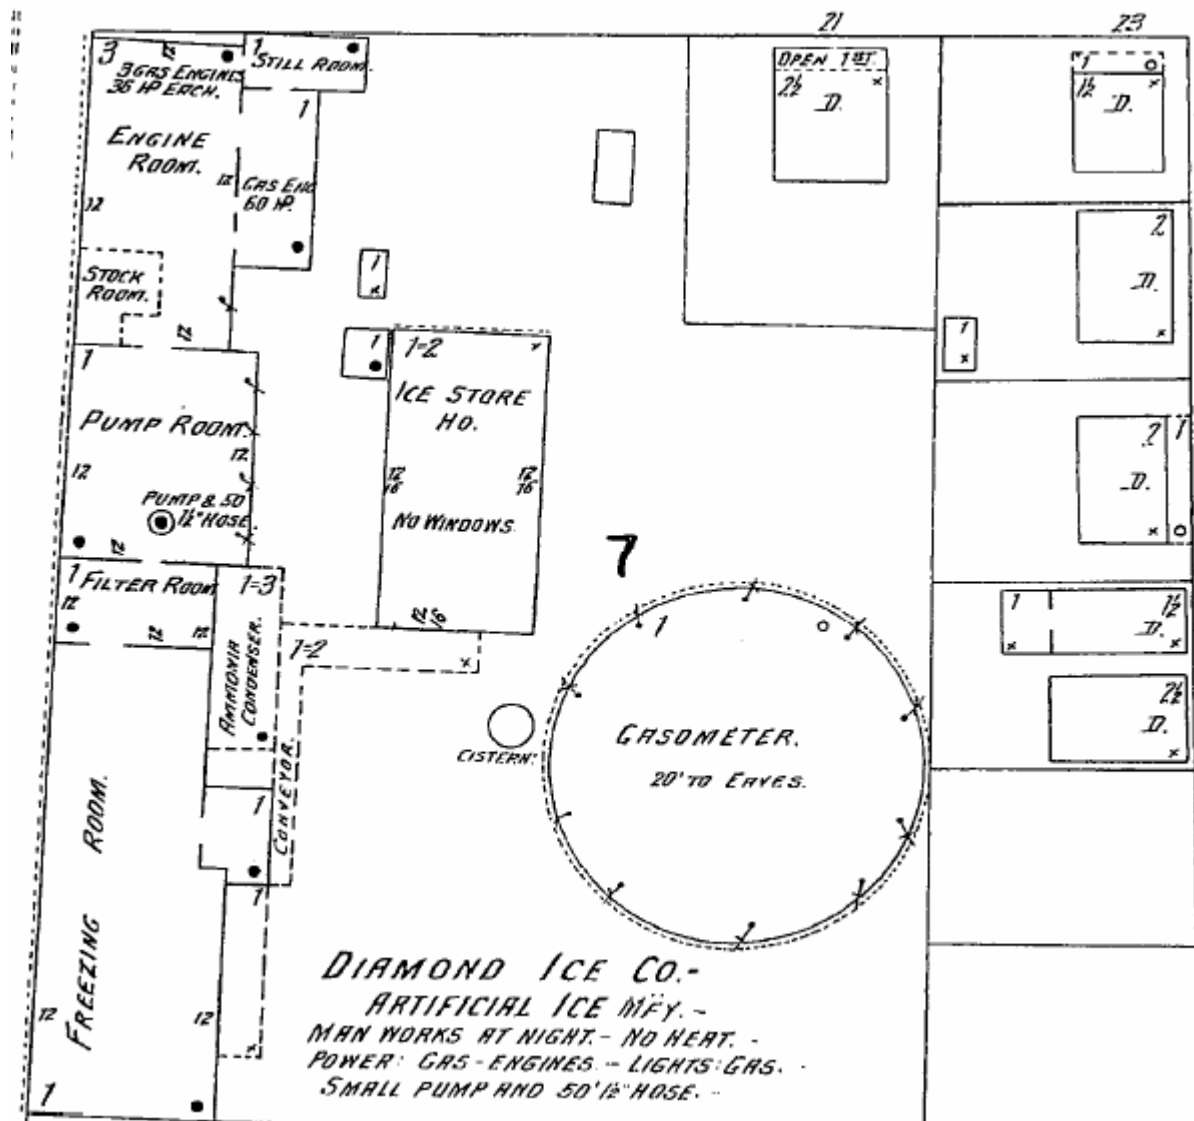 21
23
3
12
3 GAS ENGINES
36 HP EACH.
1
STILL ROOM.
OPEN 1ST
2½
D.
x
1
1½
D.
x
ENGINE
ROOM.
12
12
1
GAS ENG
60 HP.
STOCK
ROOM.
12
1
x
2
D.
x
1
x
1
PUMP ROOM.
12
12
PUMP & 50'
1½" HOSE
12
1
1=2
x
ICE STORE
HO.
12
16
12
16
NO WINDOWS
12
16
2
1
D.
x
7
1
FILTER ROOM
12
12
12
1=3
AMMONIA
CONDENSER.
1=2
x
1
1
1½
D.
x
x
2½
D.
x
CISTERN.
GASOMETER.
20' TO EAVES.
CONVEYOR.
1
1
FREEZING ROOM.
12
12
x
1
DIAMOND ICE CO.-
ARTIFICIAL ICE MFY.-
MAN WORKS AT NIGHT.- NO HEAT.-
POWER: GAS-ENGINES.- LIGHTS: GAS.-
SMALL PUMP AND 50' ½" HOSE.-